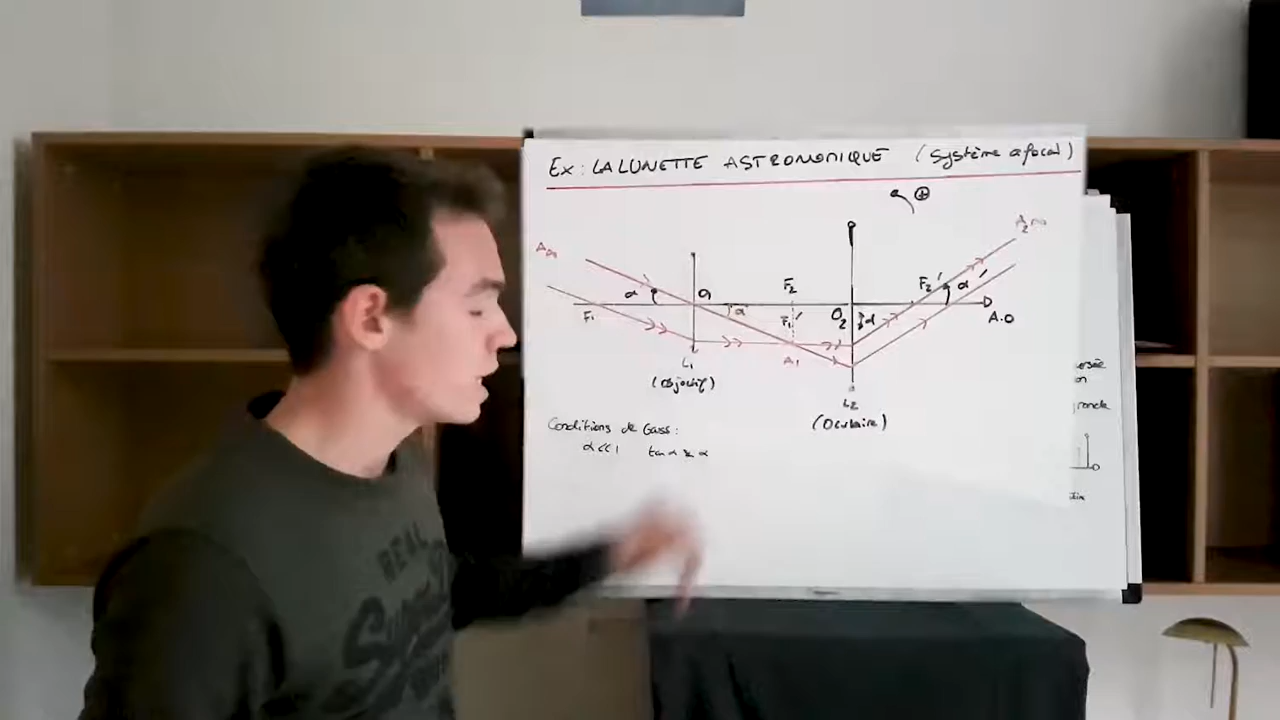 Ex : LA LUNETTE ASTRONOMIQUE (Système afocal)
⊕
A∞
A2∞
F2
F2'
α'
α
O1
α
F1
F1'
O2
α
A.O
A1
L1
(Objectif)
L2
(Oculaire)
Conditions de Gauss :
α<<1 tan α ≈ α
REAL